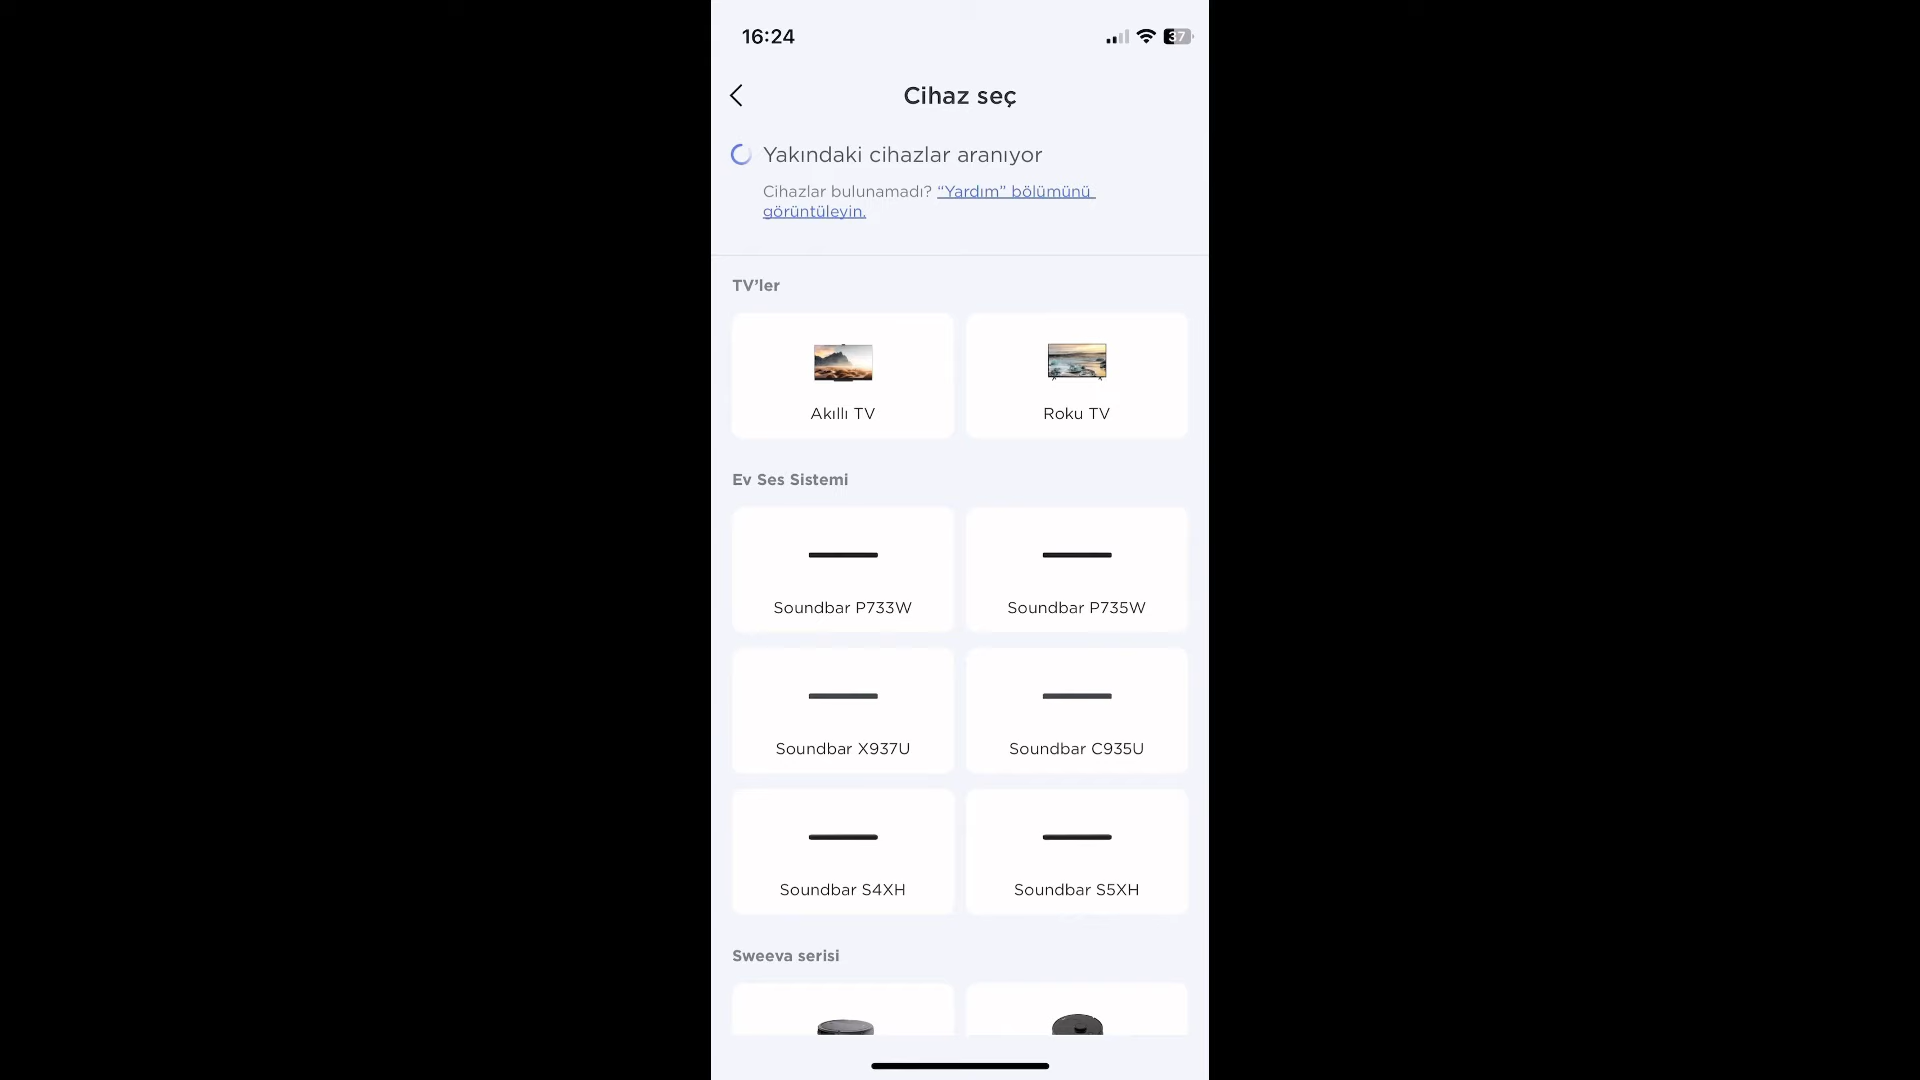 16:24
37
Cihaz seç
Yakındaki cihazlar aranıyor
Cihazlar bulunamadı? “Yardım” bölümünü
görüntüleyin.
TV’ler
Akıllı TV
Roku TV
Ev Ses Sistemi
Soundbar P733W
Soundbar P735W
Soundbar X937U
Soundbar C935U
Soundbar S4XH
Soundbar S5XH
Sweeva serisi